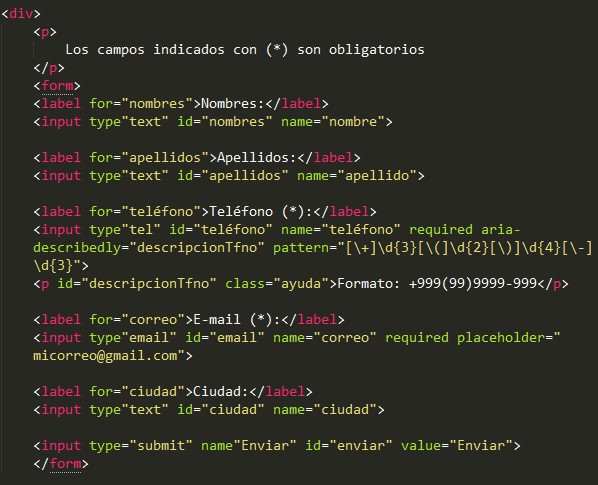 <div>
<p>
Los campos indicados con (*) son obligatorios
</p>
<form>
<label for="nombres">Nombres:</label>
<input type"text" id="nombres" name="nombre">
<label for="apellidos">Apellidos:</label>
<input type"text" id="apellidos" name="apellido">
<label for="teléfono">Teléfono (*):</label>
<input type"tel" id="teléfono" name="teléfono" required aria-
describedly="descripcionTfno" pattern="[\+]\d{3}[\(]\d{2}[\)]\d{4}[\-]
\d{3}">
<p id="descripcionTfno" class="ayuda">Formato: +999(99)9999-999</p>
<label for="correo">E-mail (*):</label>
<input type"email" id="email" name="correo" required placeholder="
micorreo@gmail.com">
<label for="ciudad">Ciudad:</label>
<input type"text" id="ciudad" name="ciudad">
<input type="submit" name"Enviar" id="enviar" value="Enviar">
</form>